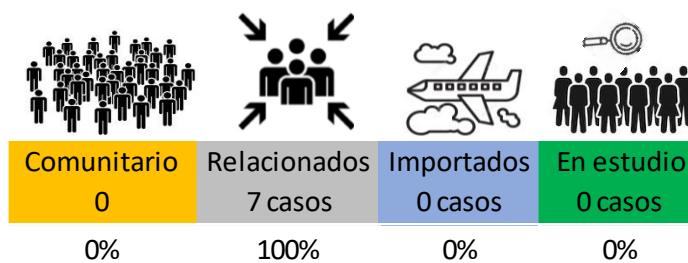 Comunitario Relacionados Importados En estudio
0 7 casos 0 casos 0 casos
0% 100% 0% 0%